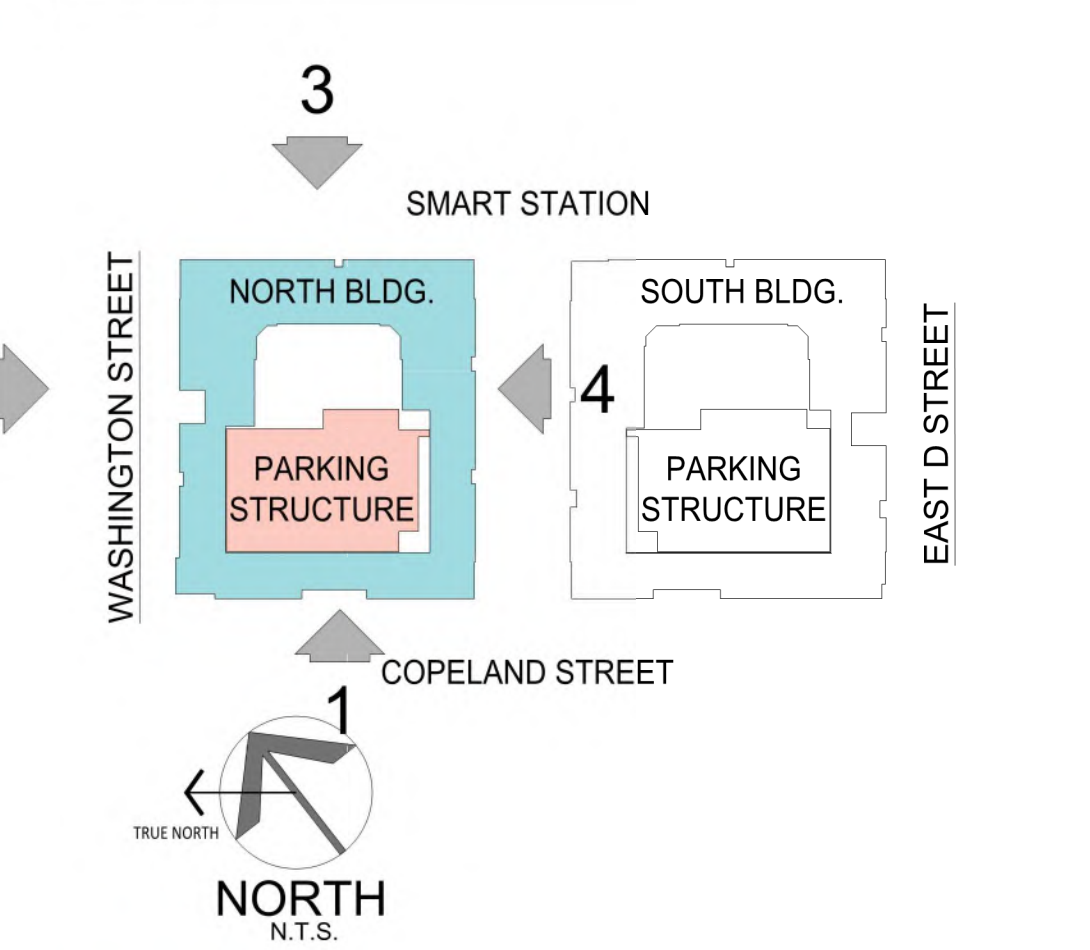 3
SMART STATION
WASHINGTON STREET
NORTH BLDG.
SOUTH BLDG.
EAST D STREET
4
PARKING
STRUCTURE
PARKING
STRUCTURE
COPELAND STREET
1
TRUE NORTH
NORTH
N.T.S.